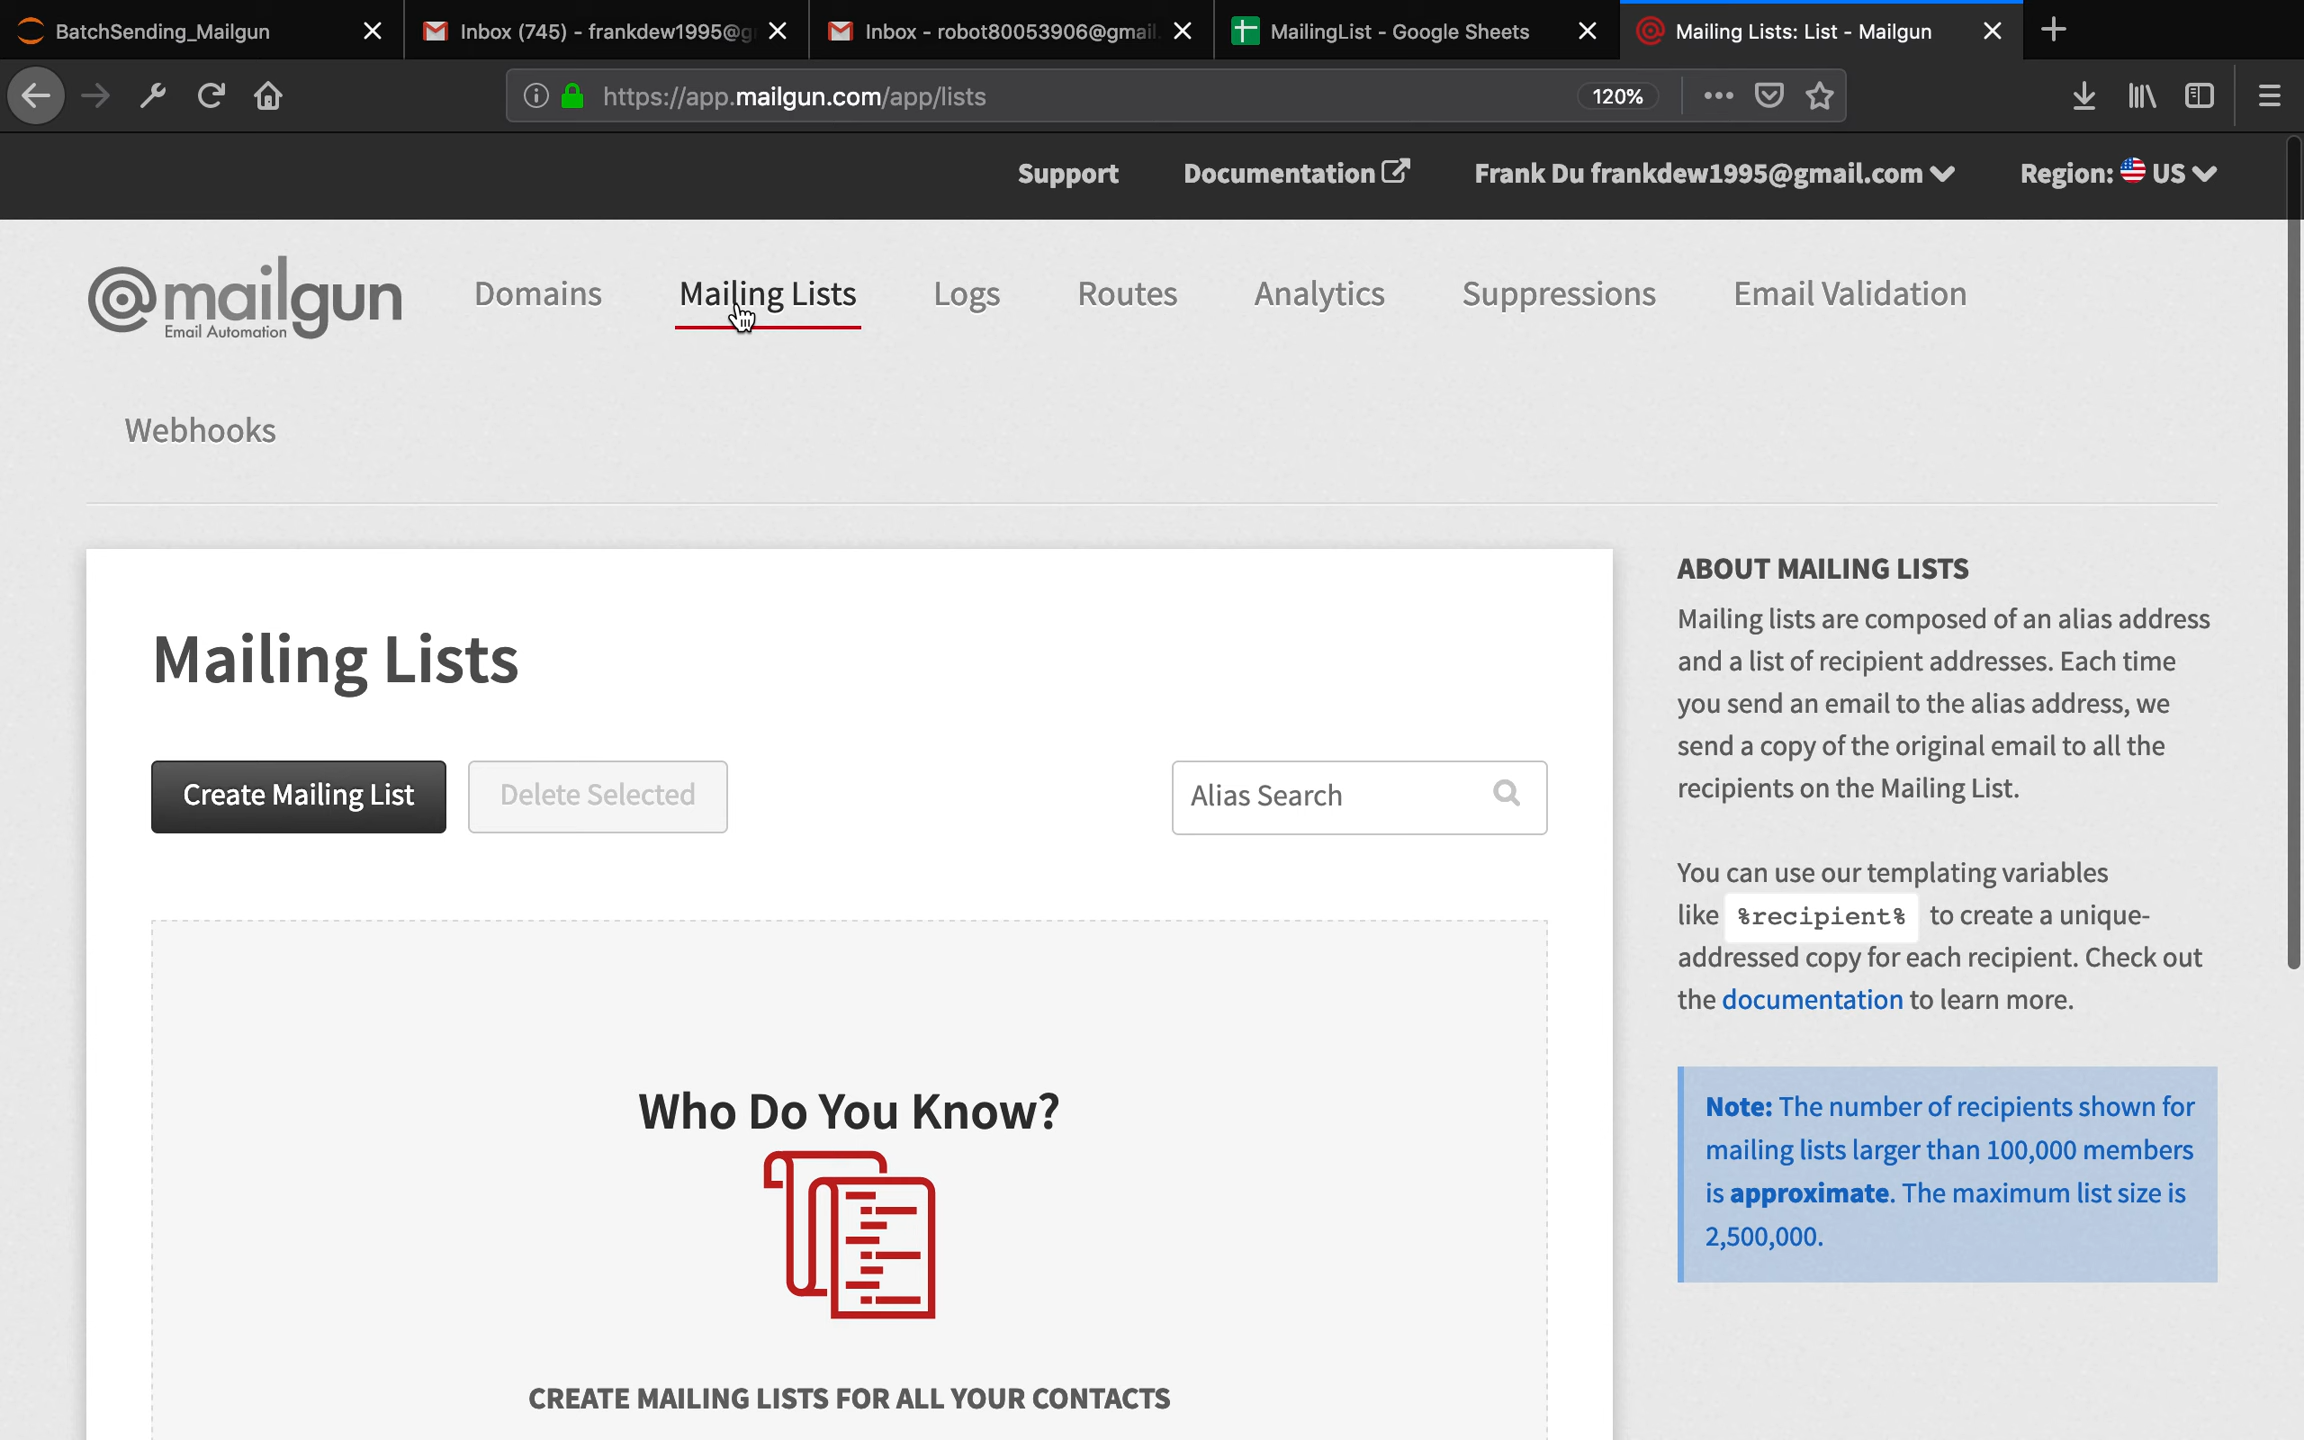 BatchSending_Mailgun
Inbox (745) - frankdew1995@g
Inbox - robot80053906@gmail.
MailingList - Google Sheets
Mailing Lists: List - Mailgun
https://app.mailgun.com/app/lists
120%
Support
Documentation
Frank Du frankdew1995@gmail.com
Region: US
@mailgun
Email Automation
Domains
Mailing Lists
Logs
Routes
Analytics
Suppressions
Email Validation
Webhooks
Mailing Lists
Create Mailing List
Delete Selected
Alias Search
Who Do You Know?
CREATE MAILING LISTS FOR ALL YOUR CONTACTS
ABOUT MAILING LISTS
Mailing lists are composed of an alias address
and a list of recipient addresses. Each time
you send an email to the alias address, we
send a copy of the original email to all the
recipients on the Mailing List.
You can use our templating variables
like %recipient% to create a unique-
addressed copy for each recipient. Check out
the documentation to learn more.
Note: The number of recipients shown for
mailing lists larger than 100,000 members
is approximate. The maximum list size is
2,500,000.